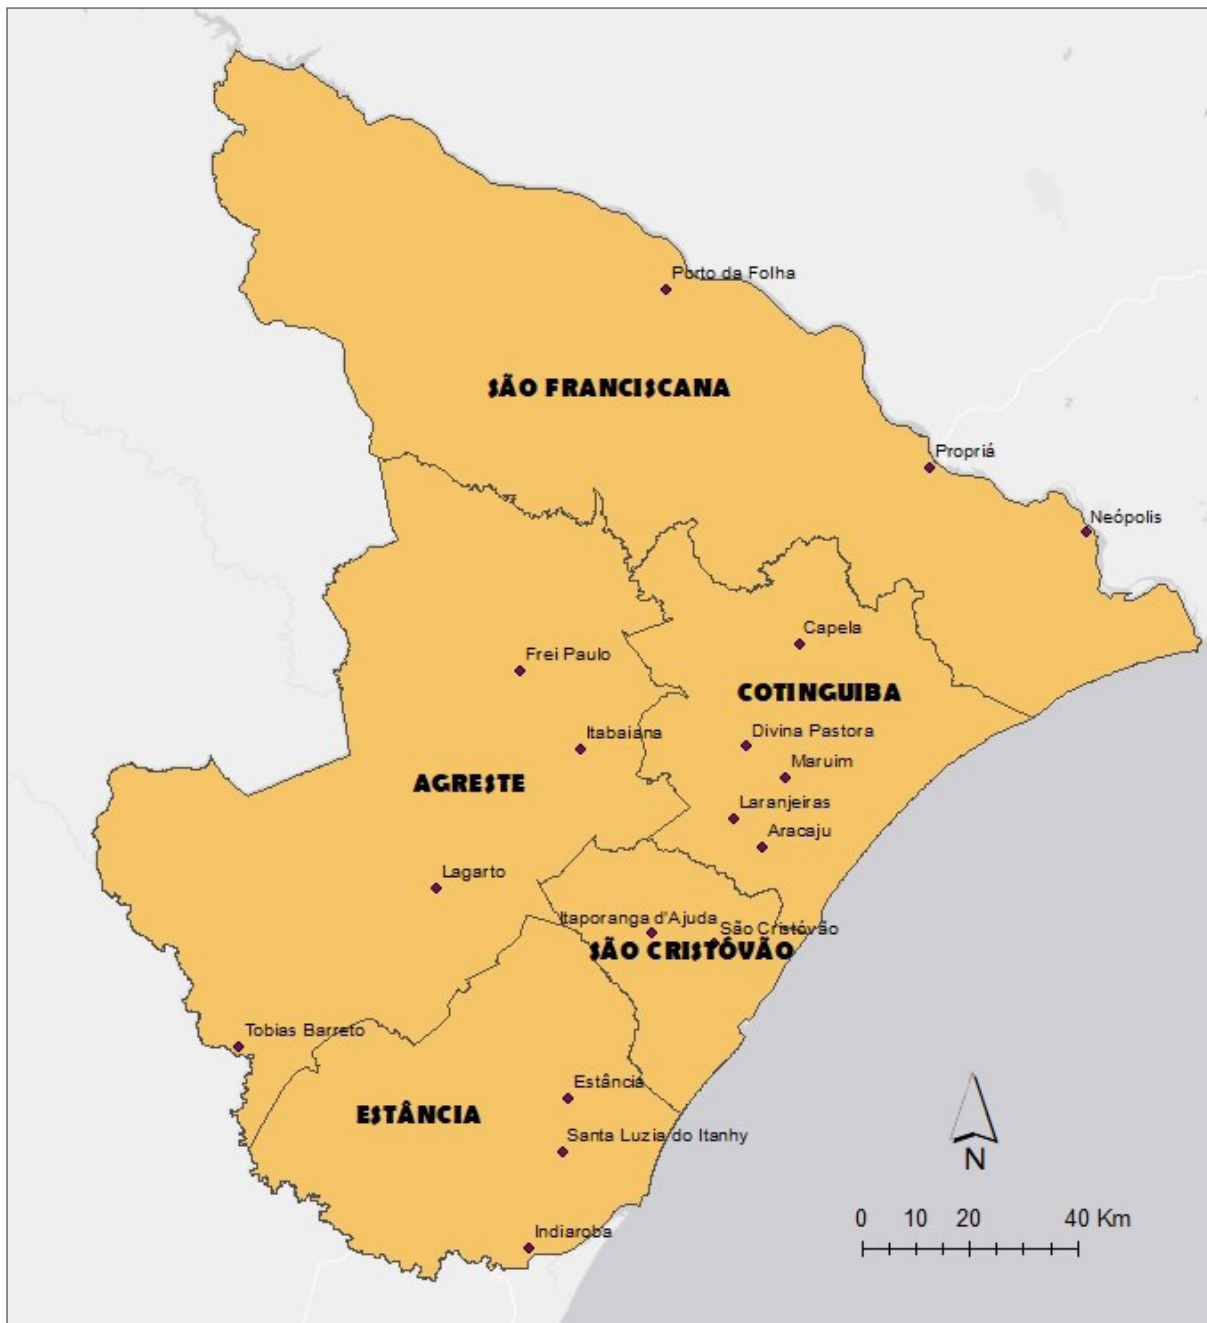 Porto da Folha
SÃO FRANCISCANA
Propriá
Neópolis
Capela
Frei Paulo
COTINGUIBA
Divina Pastora
Itabaiana
Maruim
AGRESTE
Laranjeiras
Aracaju
Lagarto
Itaporanga d'Ajuda
São Cristóvão
SÃO CRISTÓVÃO
Tobias Barreto
Estância
ESTÂNCIA
Santa Luzia do Itanhy
N
Indiaroba
0 10 20 40 Km